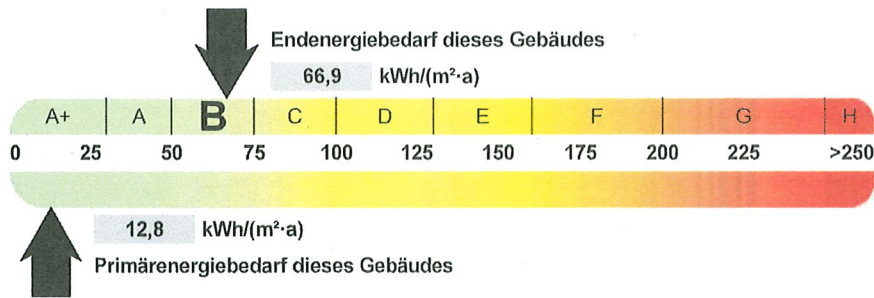 Endenergiebedarf dieses Gebäudes
66,9 kWh/(m²·a)
A+ A B C D E F G H
0 25 50 75 100 125 150 175 200 225 >250
12,8 kWh/(m²·a)
Primärenergiebedarf dieses Gebäudes